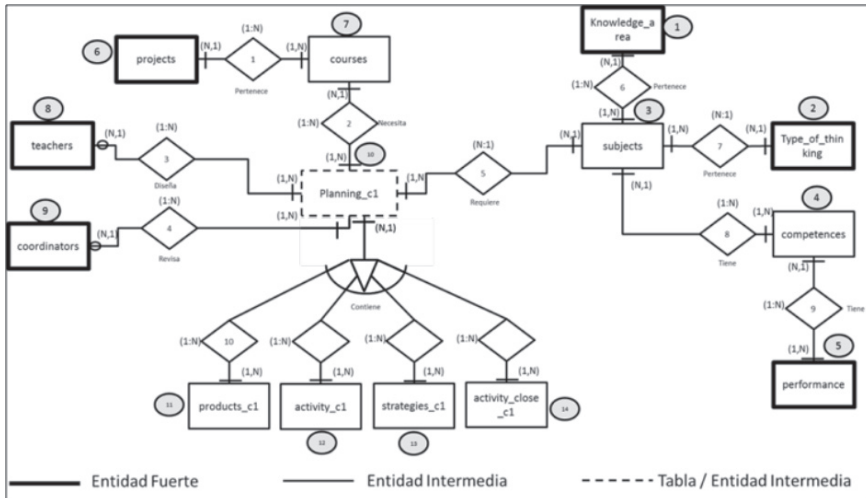 Knowledge_a
rea
1
(1:N)
7
6
projects
(N,1)
1
(1,N)
courses
Pertenece
(N,1)
(1:N)
6
Pertenece
(1,N)
3
8
teachers
(N,1)
(1:N)
3
Diseña
(1,N)
(N,1)
(1:N)
2
Necesita
(1,N)
10
Planning_c1
(1,N)
(N:1)
5
Requiere
(N,1)
subjects
(1,N)
(N:1)
7
Pertenece
(N,1)
2
Type_of_thin
king
9
coordinators
(N,1)
(1:N)
4
Revisa
(1,N)
(N,1)
(N,1)
(1:N)
8
Tiene
(1,N)
4
competences
(N,1)
(1:N)
9
Tiene
(1,N)
5
performance
Contiene
(1:N)
10
(1:N)
(1:N)
(1:N)
(1,N)
(1,N)
(1,N)
(1,N)
11
products_c1
activity_c1
12
strategies_c1
13
activity_close
_c1
14
Entidad Fuerte
Entidad Intermedia
Tabla / Entidad Intermedia